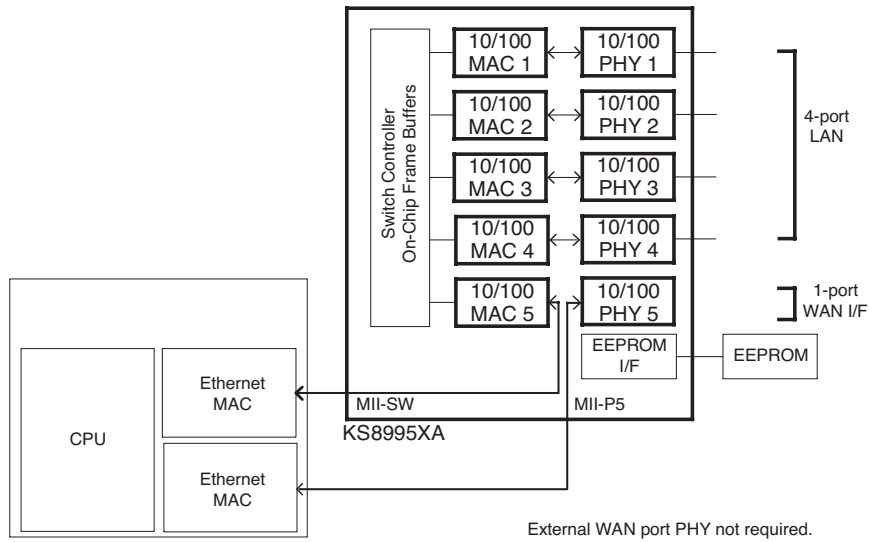 Switch Controller
On-Chip Frame Buffers
10/100
MAC 1
10/100
PHY 1
10/100
MAC 2
10/100
PHY 2
10/100
MAC 3
10/100
PHY 3
10/100
MAC 4
10/100
PHY 4
10/100
MAC 5
10/100
PHY 5
4-port
LAN
1-port
WAN I/F
EEPROM
I/F
EEPROM
MII-SW
MII-P5
KS8995XA
CPU
Ethernet
MAC
Ethernet
MAC
External WAN port PHY not required.